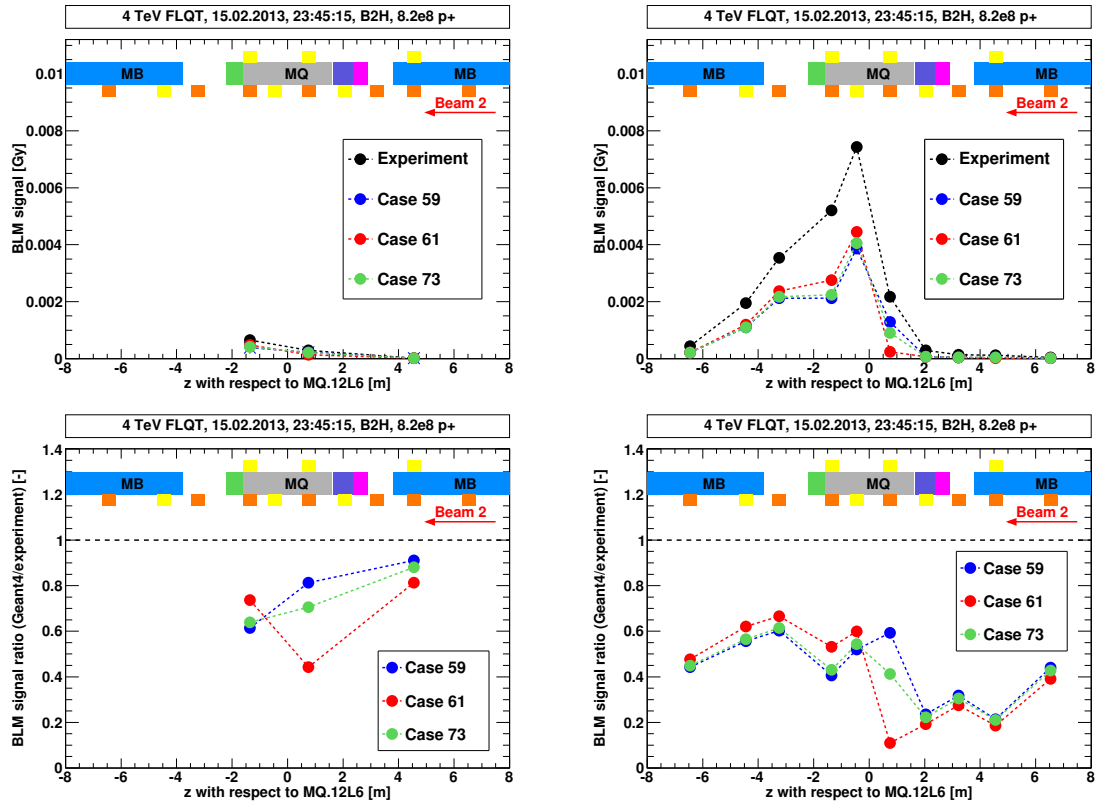 4 TeV FLQT, 15.02.2013, 23:45:15, B2H, 8.2e8 p+
BLM signal [Gy]
0.01
0.008
0.006
0.004
0.002
0
MB
MQ
MB
Beam 2
Experiment
Case 59
Case 61
Case 73
-8 -6 -4 -2 0 2 4 6 8
z with respect to MQ.12L6 [m]
4 TeV FLQT, 15.02.2013, 23:45:15, B2H, 8.2e8 p+
BLM signal [Gy]
0.01
0.008
0.006
0.004
0.002
0
MB
MQ
MB
Beam 2
Experiment
Case 59
Case 61
Case 73
-8 -6 -4 -2 0 2 4 6 8
z with respect to MQ.12L6 [m]
4 TeV FLQT, 15.02.2013, 23:45:15, B2H, 8.2e8 p+
BLM signal ratio (Geant4/experiment) [-]
1.4
1.2
1
0.8
0.6
0.4
0.2
0
MB
MQ
MB
Beam 2
Case 59
Case 61
Case 73
-8 -6 -4 -2 0 2 4 6 8
z with respect to MQ.12L6 [m]
4 TeV FLQT, 15.02.2013, 23:45:15, B2H, 8.2e8 p+
BLM signal ratio (Geant4/experiment) [-]
1.4
1.2
1
0.8
0.6
0.4
0.2
0
MB
MQ
MB
Beam 2
Case 59
Case 61
Case 73
-8 -6 -4 -2 0 2 4 6 8
z with respect to MQ.12L6 [m]